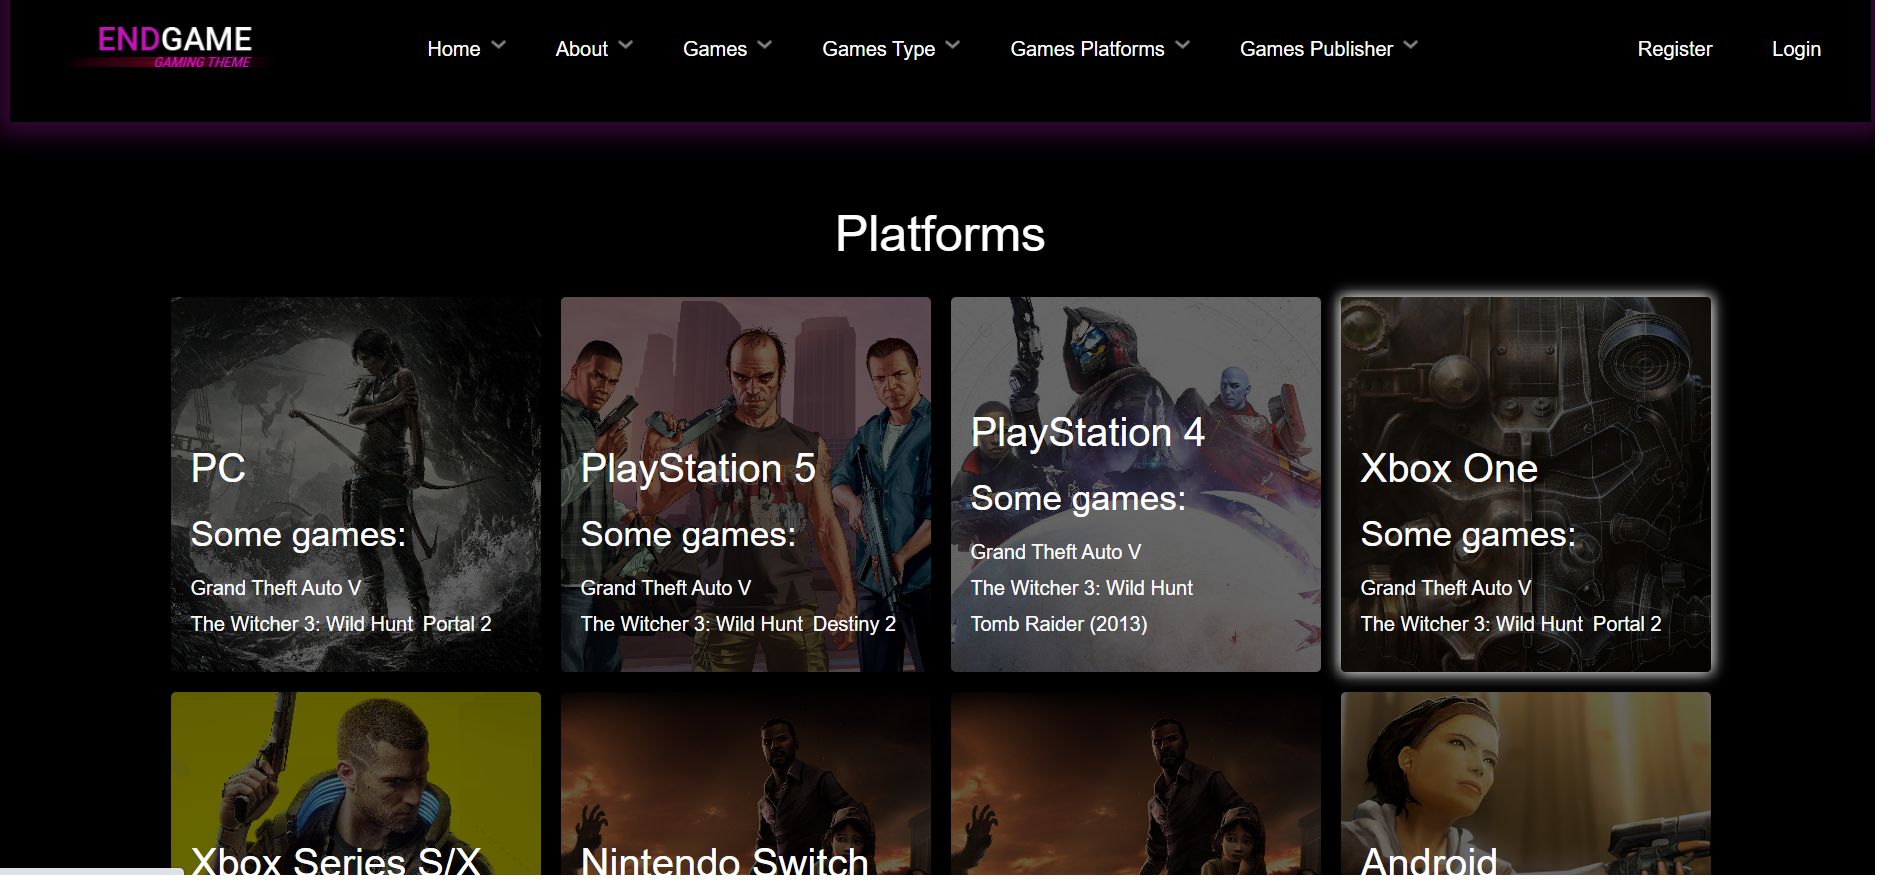 ENDGAME
GAMING THEME
Home
About
Games
Games Type
Games Platforms
Games Publisher
Register
Login
Platforms
PC
Some games:
Grand Theft Auto V
The Witcher 3: Wild Hunt Portal 2
PlayStation 5
Some games:
Grand Theft Auto V
The Witcher 3: Wild Hunt Destiny 2
PlayStation 4
Some games:
Grand Theft Auto V
The Witcher 3: Wild Hunt
Tomb Raider (2013)
Xbox One
Some games:
Grand Theft Auto V
The Witcher 3: Wild Hunt Portal 2
Xbox Series S/X
Nintendo Switch
Android